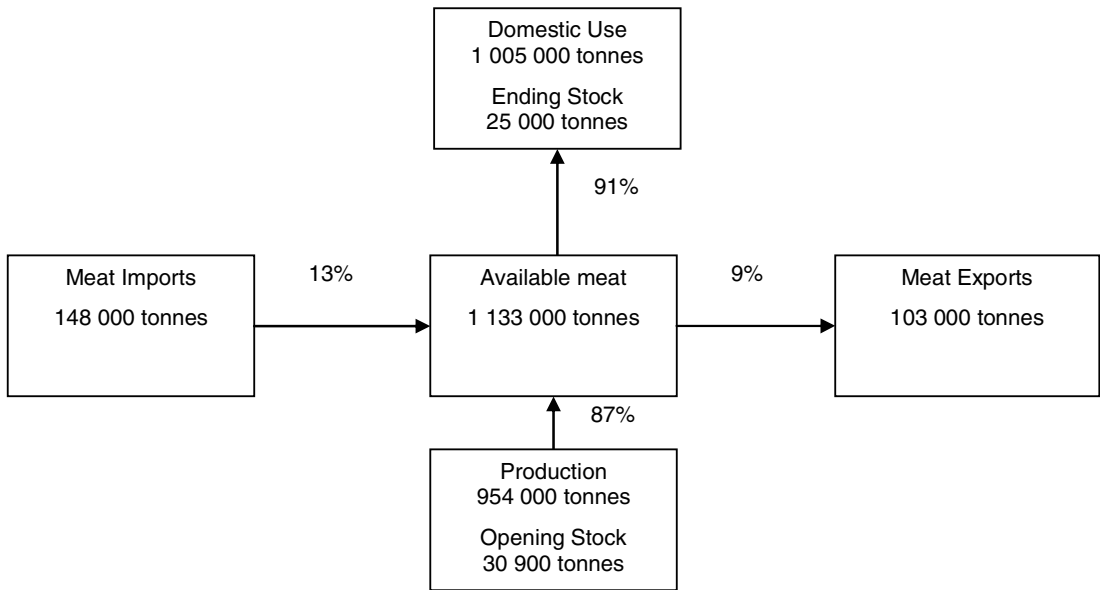 Domestic Use
1 005 000 tonnes
Ending Stock
25 000 tonnes
91%
Meat Imports
148 000 tonnes
13%
Available meat
1 133 000 tonnes
9%
Meat Exports
103 000 tonnes
87%
Production
954 000 tonnes
Opening Stock
30 900 tonnes